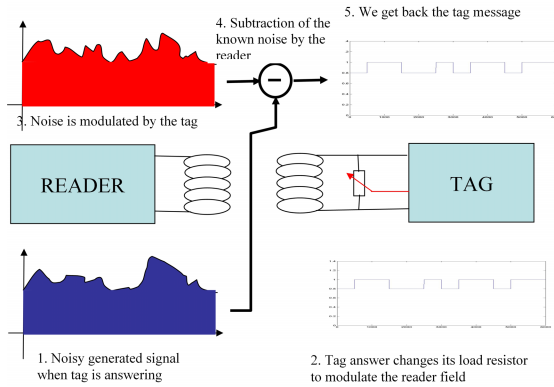 4. Subtraction of the
known noise by the
reader
5. We get back the tag message
3. Noise is modulated by the tag
READER
TAG
1. Noisy generated signal
when tag is answering
2. Tag answer changes its load resistor
to modulate the reader field